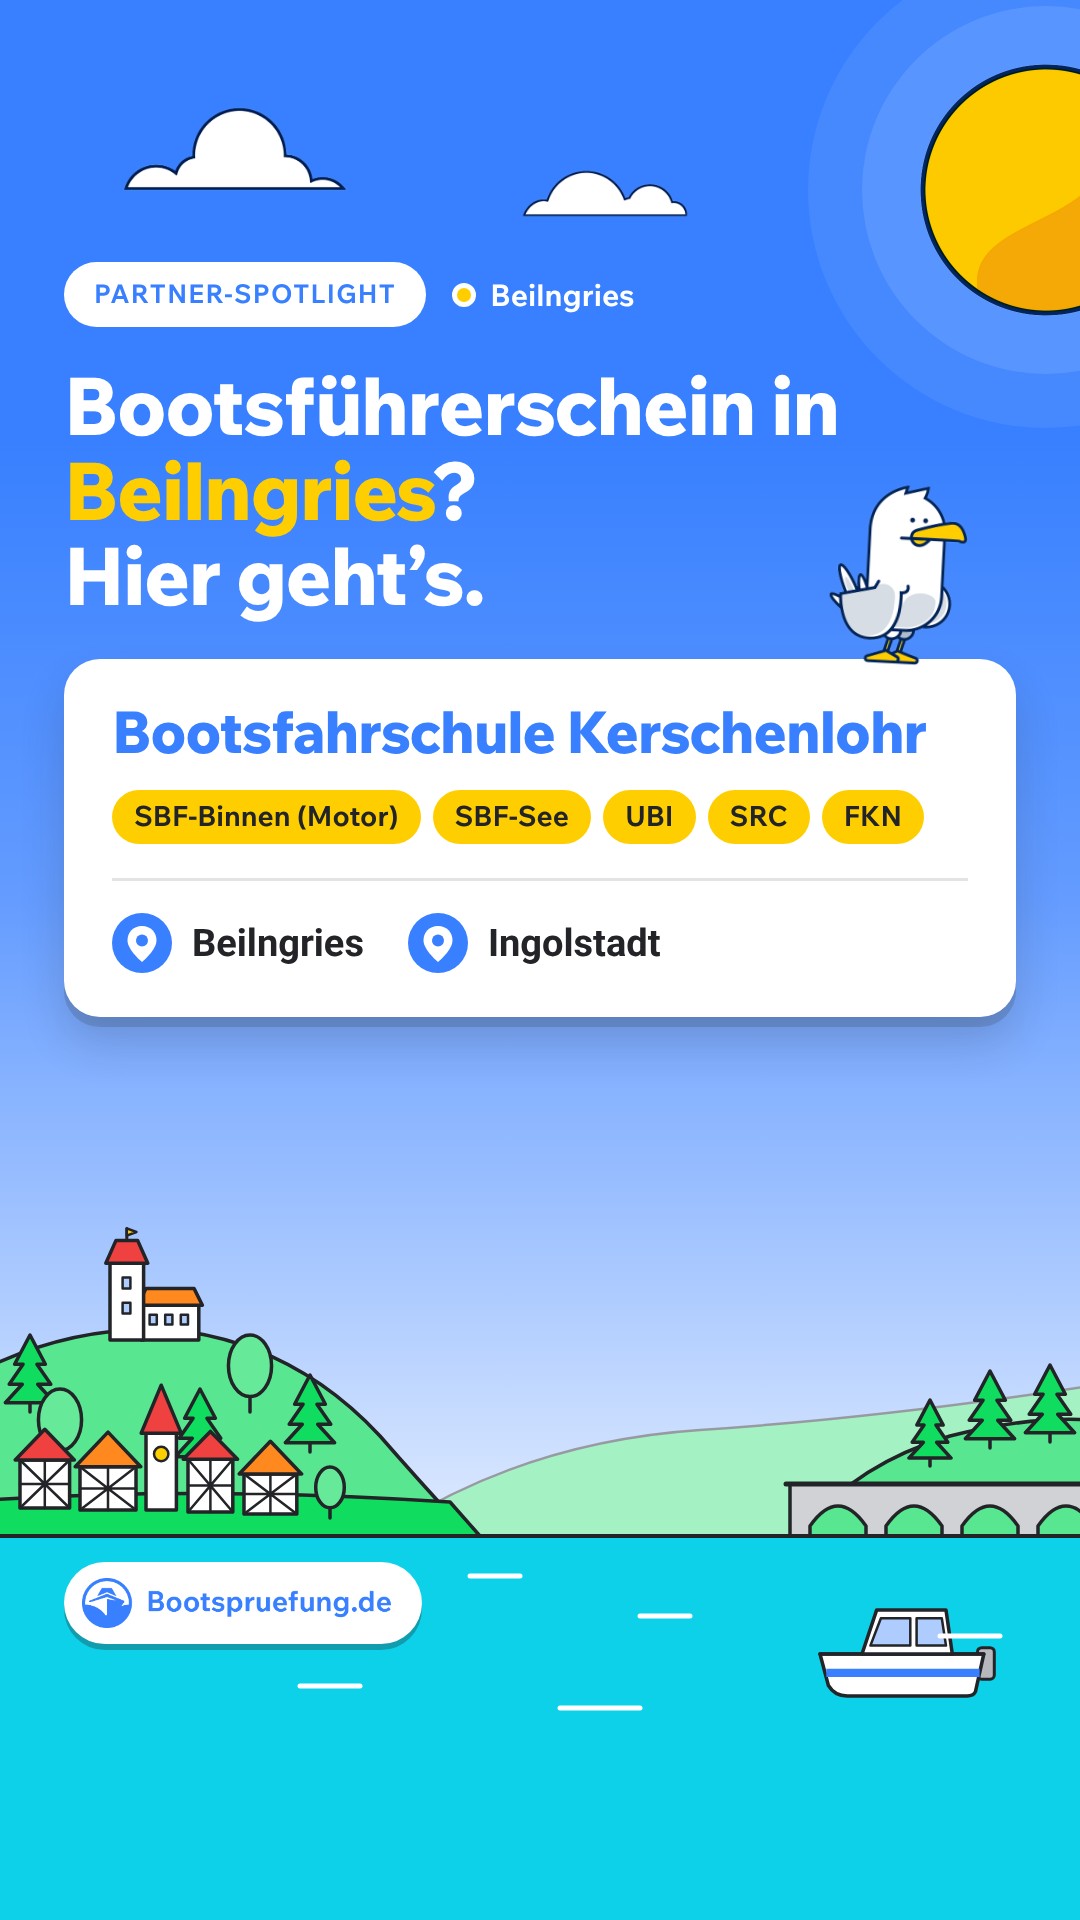 PARTNER-SPOTLIGHT
Beilngries
Bootsführerschein in
Beilngries?
Hier geht’s.
Bootsfahrschule Kerschenlohr
SBF-Binnen (Motor) SBF-See UBI SRC FKN
Beilngries Ingolstadt
Bootspruefung.de